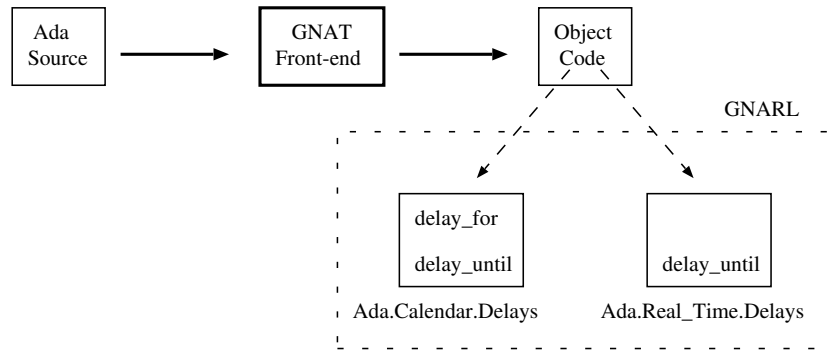 Ada
Source
GNAT
Front-end
Object
Code
GNARL
delay_for
delay_until
delay_until
Ada.Calendar.Delays
Ada.Real_Time.Delays